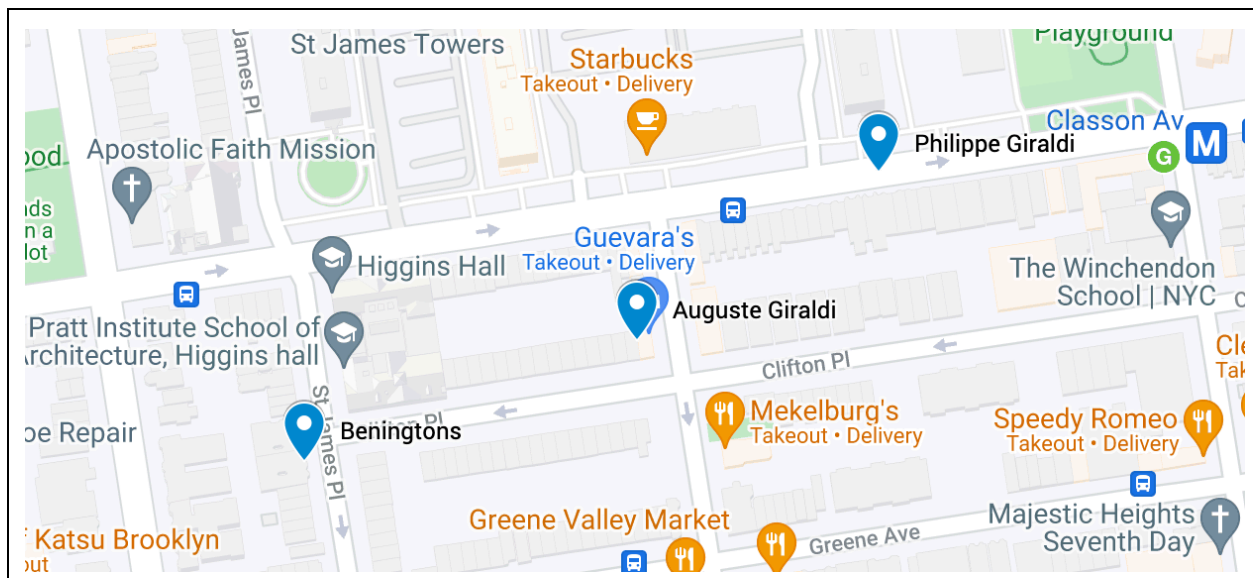 James Pl
St James Towers
Starbucks
Takeout • Delivery
Playground
Classon Av
M
G
Philippe Giraldi
Apostolic Faith Mission
Guevara's
Takeout • Delivery
Higgins Hall
Auguste Giraldi
The Winchendon
School | NYC
Pratt Institute School of
Architecture, Higgins hall
Clifton Pl
St James Pl
Pl
Beningtons
Mekelburg's
Takeout • Delivery
Speedy Romeo
Takeout • Delivery
Greene Valley Market
Greene Ave
Majestic Heights
Seventh Day
Katsu Brooklyn